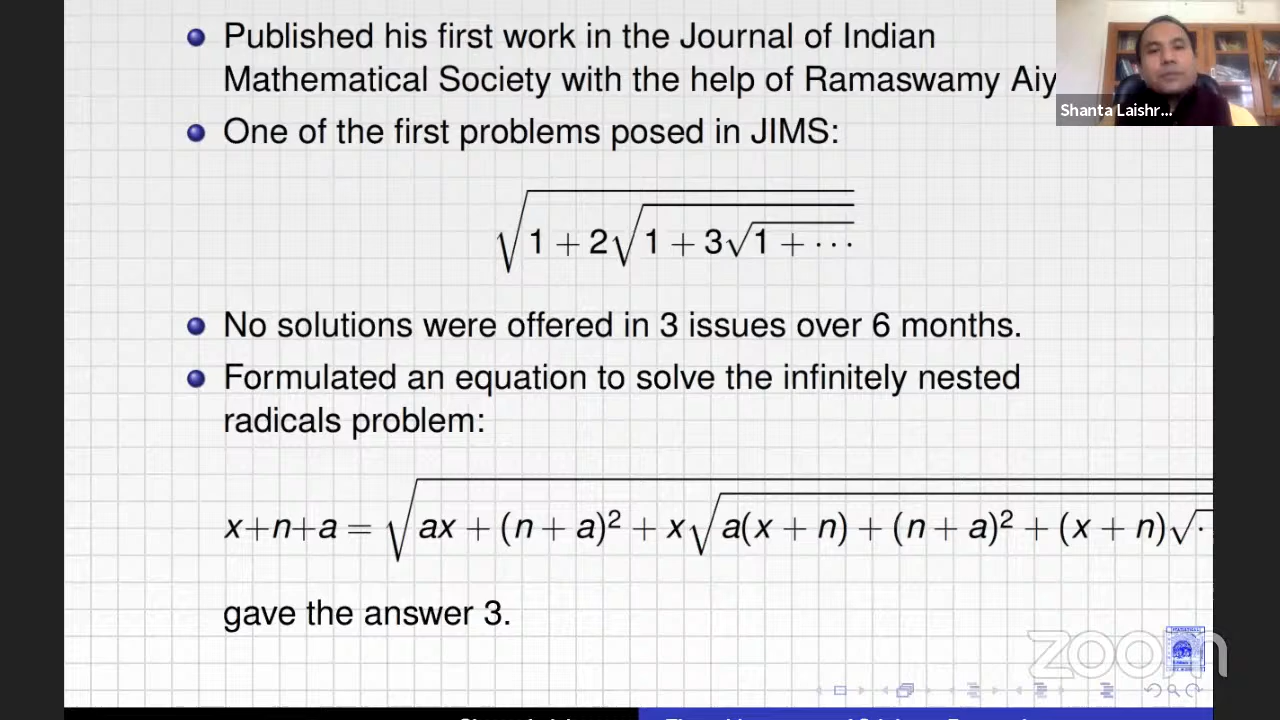 Published his first work in the Journal of Indian
Mathematical Society with the help of Ramaswamy Aiy
Shanta Laishr...
One of the first problems posed in JIMS:
√(1 + 2√(1 + 3√(1 + ···
No solutions were offered in 3 issues over 6 months.
Formulated an equation to solve the infinitely nested
radicals problem:
x+n+a = √(ax + (n + a)² + x√(a(x + n) + (n + a)² + (x + n)√·
gave the answer 3.
zoom